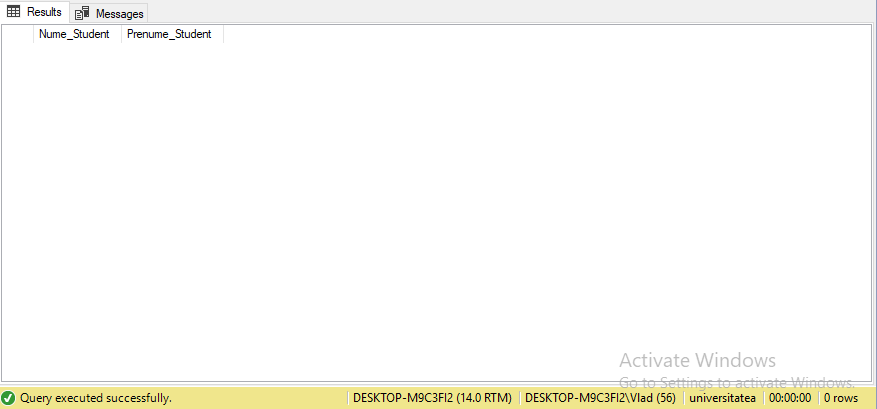 Results Messages
Nume_Student Prenume_Student
Activate Windows
Go to Settings to activate Windows.
Query executed successfully. DESKTOP-M9C3FI2 (14.0 RTM) DESKTOP-M9C3FI2\Vlad (56) universitatea 00:00:00 0 rows